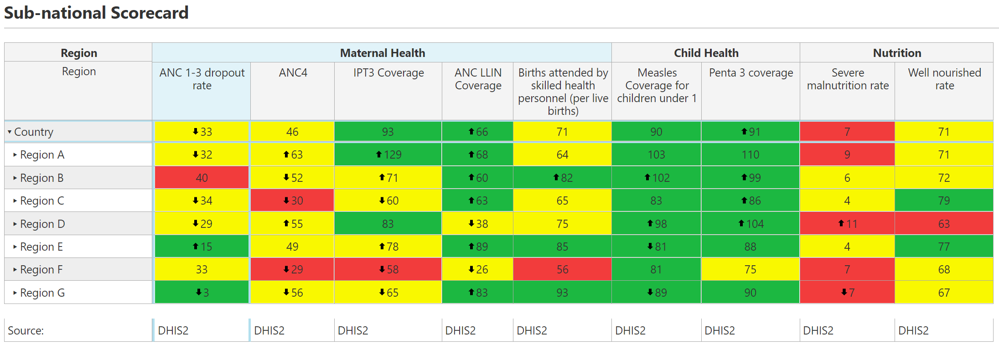 Sub-national Scorecard
Region Maternal Health Child Health Nutrition
Region ANC 1-3 dropout rate ANC4 IPT3 Coverage ANC LLIN Coverage Births attended by skilled health personnel (per live births) Measles Coverage for children under 1 Penta 3 coverage Severe malnutrition rate Well nourished rate
▾ Country ⬇33 46 93 ⬆66 71 90 ⬆91 7 71
▸ Region A ⬇32 ⬆63 ⬆129 ⬆68 64 103 110 9 71
▸ Region B 40 ⬇52 ⬆71 ⬆60 ⬆82 ⬆102 ⬆99 6 72
▸ Region C ⬇34 ⬇30 ⬇60 ⬆63 65 83 ⬆86 4 79
▸ Region D ⬇29 ⬆55 83 ⬇38 75 ⬆98 ⬆104 ⬆11 63
▸ Region E ⬆15 49 ⬆78 ⬆89 85 ⬇81 88 4 77
▸ Region F 33 ⬇29 ⬇58 ⬇26 56 81 75 7 68
▸ Region G ⬇3 ⬇56 ⬇65 ⬆83 93 ⬇89 90 ⬇7 67
Source: DHIS2 DHIS2 DHIS2 DHIS2 DHIS2 DHIS2 DHIS2 DHIS2 DHIS2